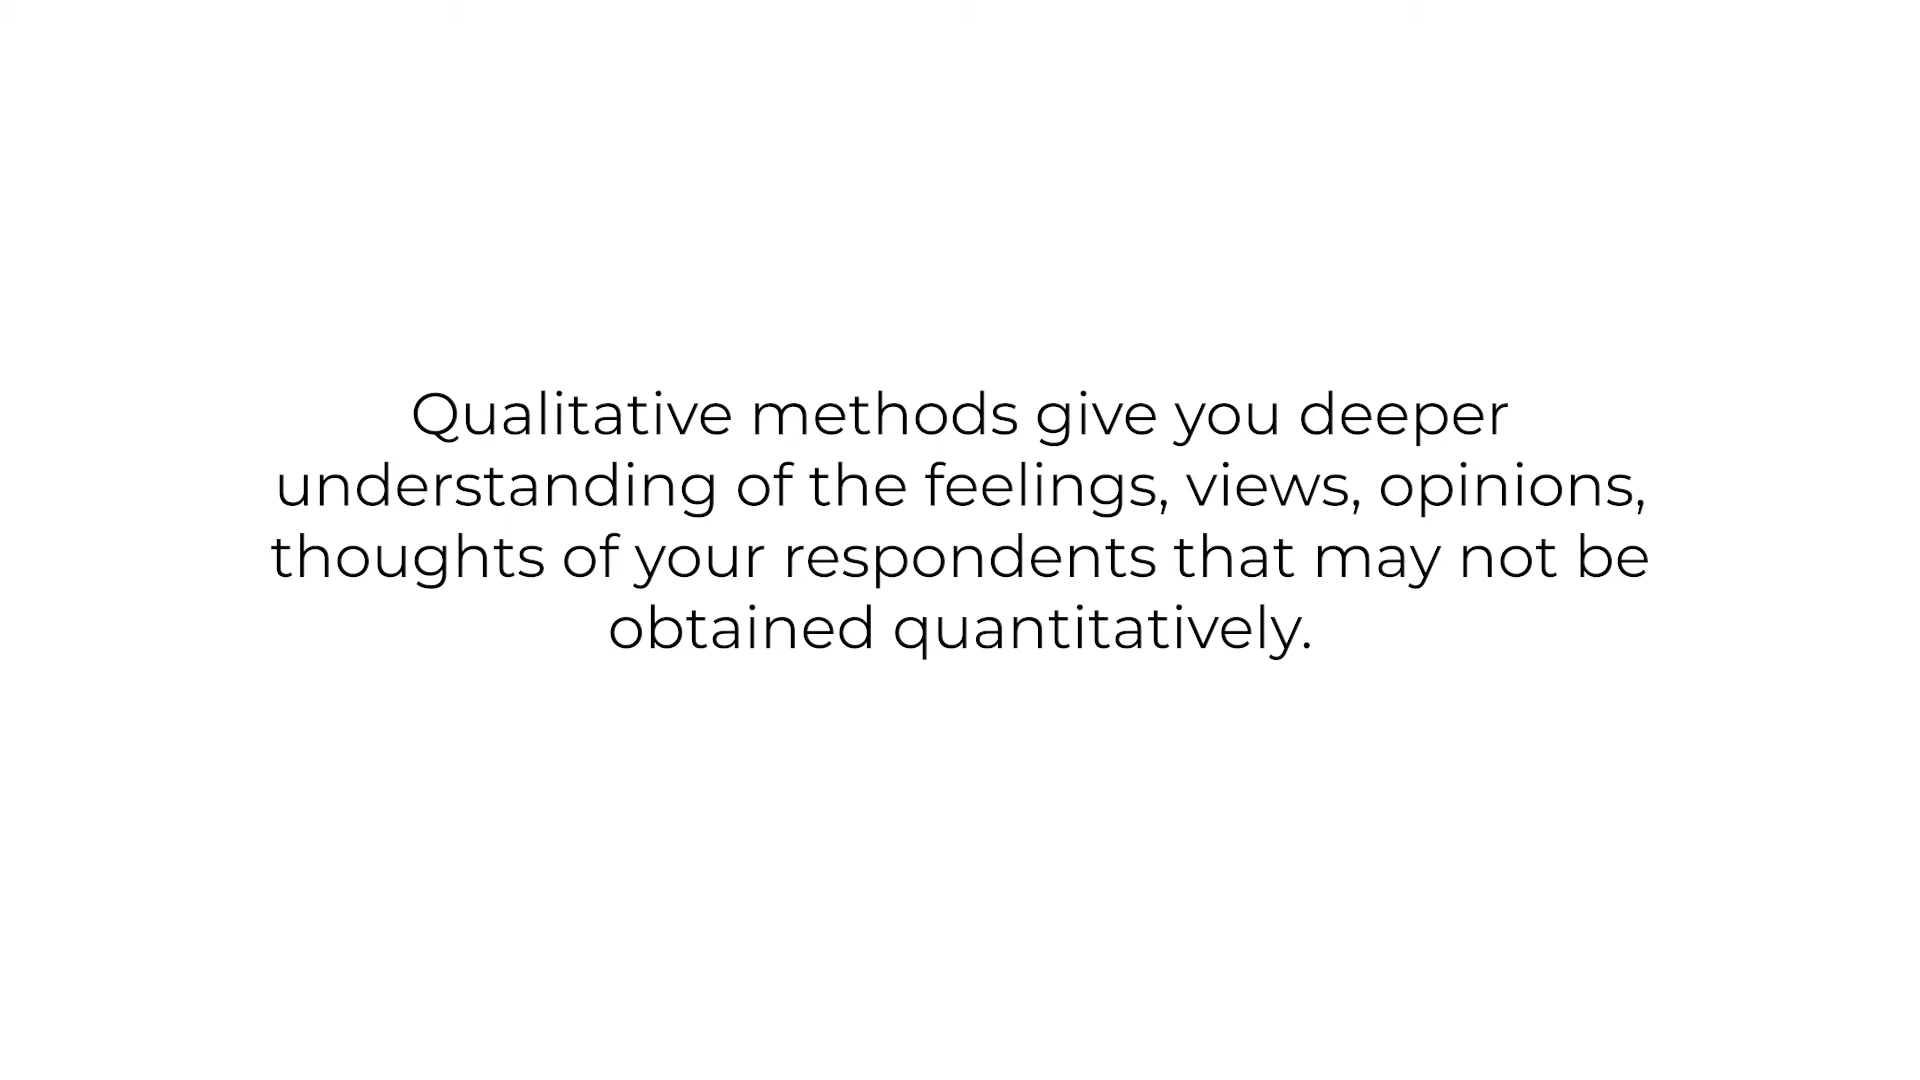 Qualitative methods give you deeper
understanding of the feelings, views, opinions,
thoughts of your respondents that may not be
obtained quantitatively.